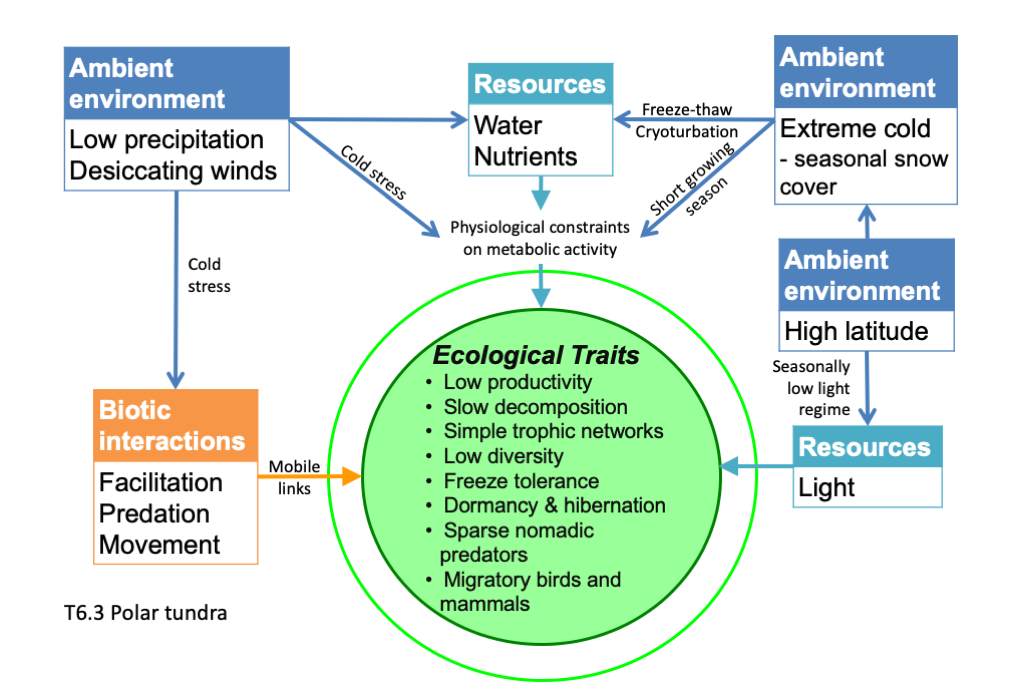 Ambient
environment
Low precipitation
Desiccating winds
Resources
Water
Nutrients
Freeze-thaw
Cryoturbation
Ambient
environment
Extreme cold
- seasonal snow
cover
Cold stress
Short growing
season
Physiological constraints
on metabolic activity
Ambient
environment
High latitude
Cold
stress
Seasonally
low light
regime
Biotic
interactions
Facilitation
Predation
Movement
Mobile
links
Ecological Traits
• Low productivity
• Slow decomposition
• Simple trophic networks
• Low diversity
• Freeze tolerance
• Dormancy & hibernation
• Sparse nomadic
predators
• Migratory birds and
mammals
Resources
Light
T6.3 Polar tundra